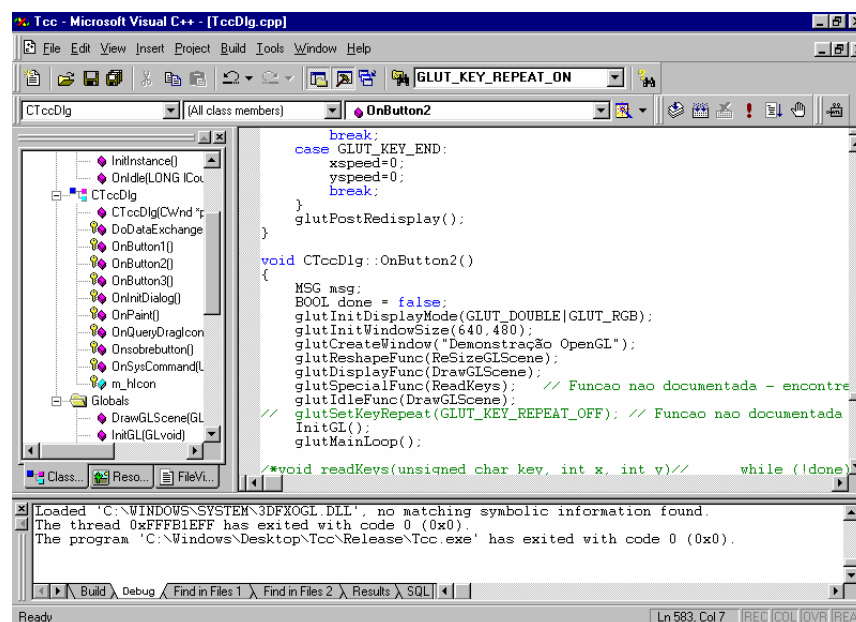 Tcc - Microsoft Visual C++ - [TccDlg.cpp]
File Edit View Insert Project Build Tools Window Help
GLUT_KEY_REPEAT_ON
CTccDlg (All class members) OnButton2
InitInstance()
OnIdle(LONG lCou
CTccDlg
CTccDlg(CWnd *p
DoDataExchange
OnButton1()
OnButton2()
OnButton3()
OnInitDialog()
OnPaint()
OnQueryDragIcon
Onsobrebutton()
OnSysCommand(U
m_hIcon
Globals
DrawGLScene(GL
InitGL(GLvoid)
Class... Reso... FileVi...
break;
case GLUT_KEY_END:
xspeed=0;
yspeed=0;
break;
}
glutPostRedisplay();
}
void CTccDlg::OnButton2()
{
MSG msg;
BOOL done = false;
glutInitDisplayMode(GLUT_DOUBLE|GLUT_RGB);
glutInitWindowSize(640,480);
glutCreateWindow("Demonstração OpenGL");
glutReshapeFunc(ReSizeGLScene);
glutDisplayFunc(DrawGLScene);
glutSpecialFunc(ReadKeys); // Funcao nao documentada - encontre
glutIdleFunc(DrawGLScene);
// glutSetKeyRepeat(GLUT_KEY_REPEAT_OFF); // Funcao nao documentada
InitGL();
glutMainLoop();
/*void readKeys(unsigned char key, int x, int y)// while (!done)
Loaded 'C:\WINDOWS\SYSTEM\3DFXOGL.DLL', no matching symbolic information found.
The thread 0xFFFB1EFF has exited with code 0 (0x0).
The program 'C:\Windows\Desktop\Tcc\Release\Tcc.exe' has exited with code 0 (0x0).
Build Debug Find in Files 1 Find in Files 2 Results SQL
Ready Ln 583, Col 7 REC COL OVR REA